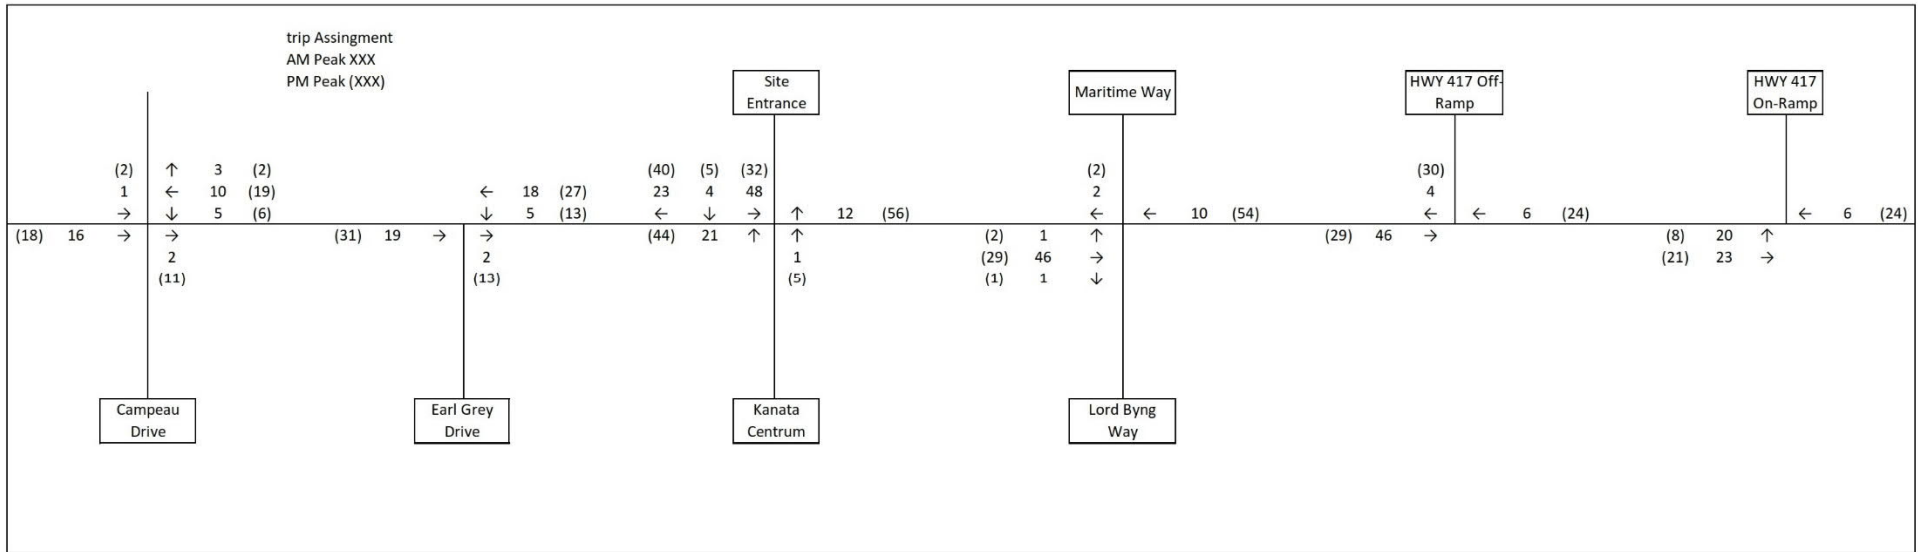 trip Assingment
AM Peak XXX
PM Peak (XXX)
Site
Entrance
Maritime Way
HWY 417 Off-
Ramp
HWY 417
On-Ramp
(2) ↑ 3 (2) (40) (5) (32) (2) (30)
1 ← 10 (19) ← 18 (27) 23 4 48 2 4
→ ↓ 5 (6) ↓ 5 (13) ← ↓ → ↑ 12 (56) ← ← 10 (54) ← ← 6 (24) ← 6 (24)
(18) 16 → → (31) 19 → → (44) 21 ↑ ↑ (2) 1 ↑ (29) 46 → (8) 20 ↑
2 2 1 (29) 46 → (21) 23 →
(11) (13) (5) (1) 1 ↓
Campeau
Drive
Earl Grey
Drive
Kanata
Centrum
Lord Byng
Way